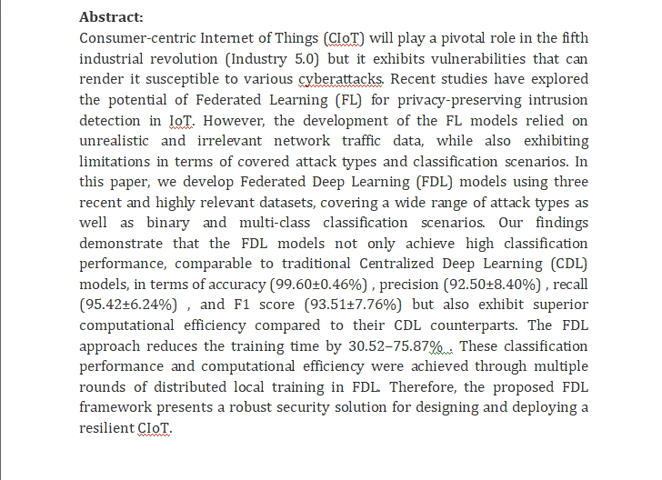 Abstract:
Consumer-centric Internet of Things (CIoT) will play a pivotal role in the fifth
industrial revolution (Industry 5.0) but it exhibits vulnerabilities that can
render it susceptible to various cyberattacks. Recent studies have explored
the potential of Federated Learning (FL) for privacy-preserving intrusion
detection in IoT. However, the development of the FL models relied on
unrealistic and irrelevant network traffic data, while also exhibiting
limitations in terms of covered attack types and classification scenarios. In
this paper, we develop Federated Deep Learning (FDL) models using three
recent and highly relevant datasets, covering a wide range of attack types as
well as binary and multi-class classification scenarios. Our findings
demonstrate that the FDL models not only achieve high classification
performance, comparable to traditional Centralized Deep Learning (CDL)
models, in terms of accuracy (99.60±0.46%) , precision (92.50±8.40%) , recall
(95.42±6.24%) , and F1 score (93.51±7.76%) but also exhibit superior
computational efficiency compared to their CDL counterparts. The FDL
approach reduces the training time by 30.52–75.87% . These classification
performance and computational efficiency were achieved through multiple
rounds of distributed local training in FDL. Therefore, the proposed FDL
framework presents a robust security solution for designing and deploying a
resilient CIoT.